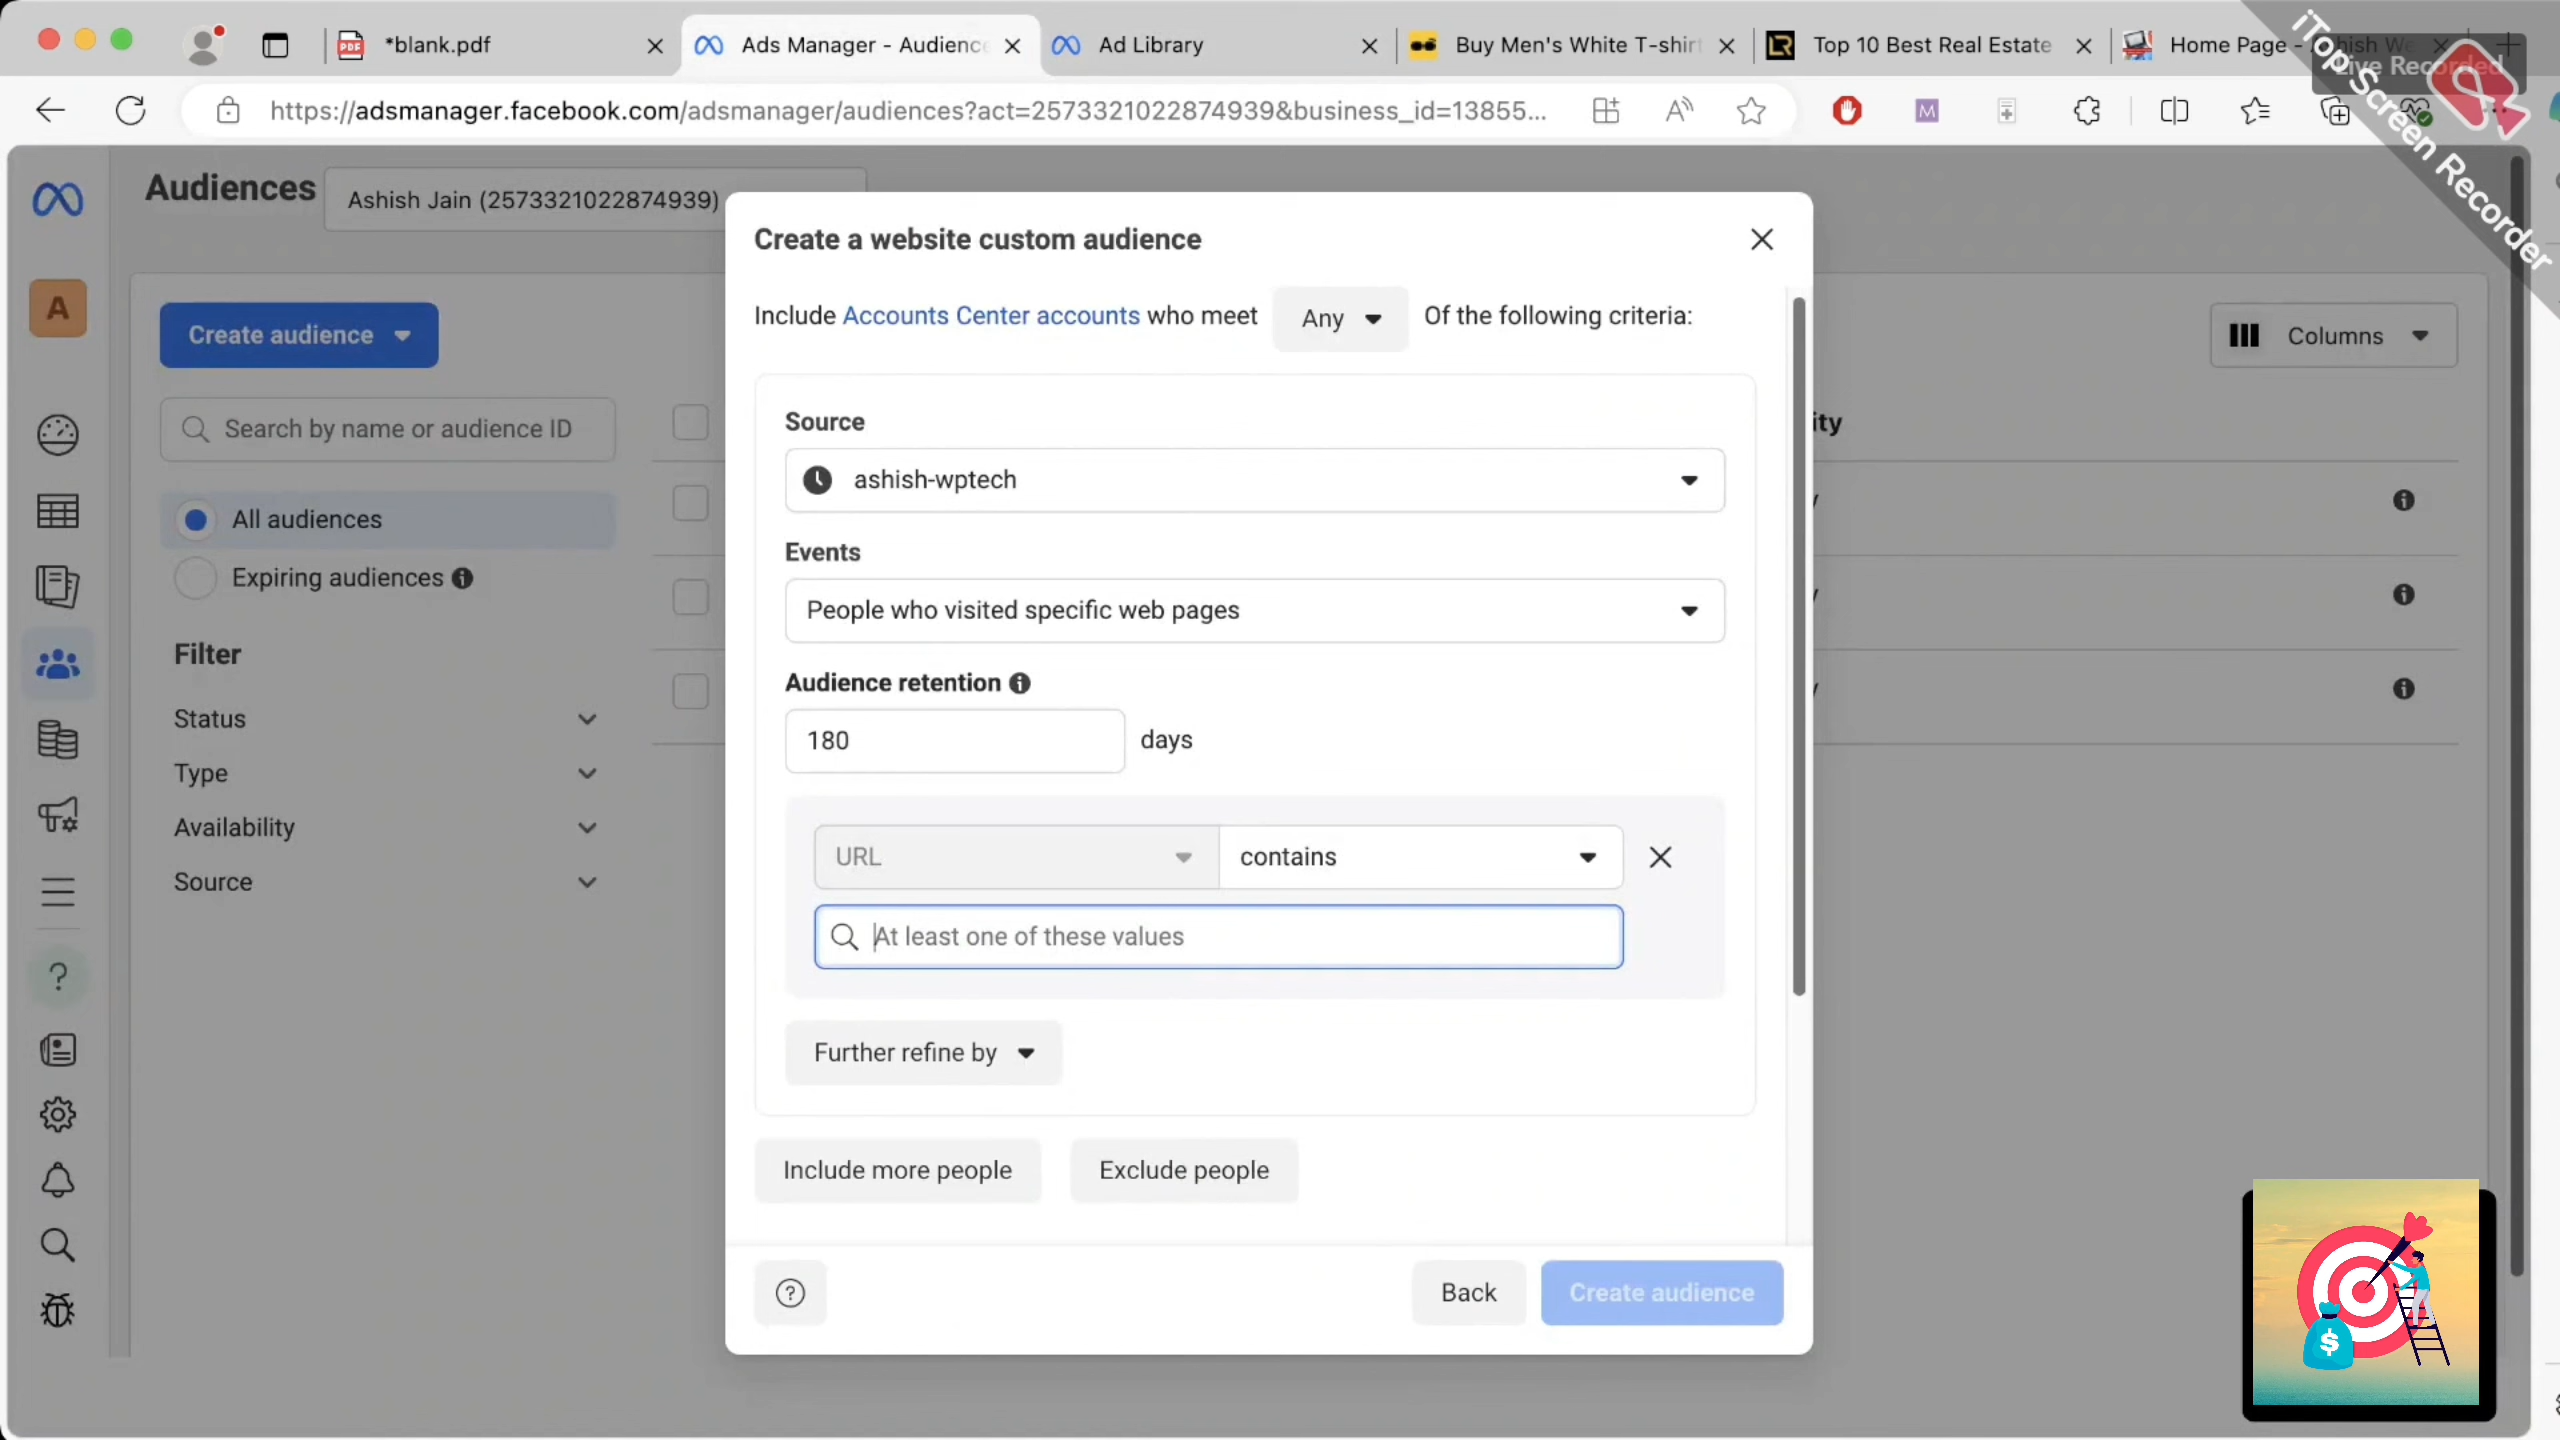 *blank.pdf
Ads Manager - Audience
Ad Library
Buy Men's White T-shirt
Top 10 Best Real Estate
Home Page -
iTop Screen Recorder
https://adsmanager.facebook.com/adsmanager/audiences?act=2573321022874939&business_id=13855...
Audiences
Ashish Jain (2573321022874939)
A
Create audience
Columns
Search by name or audience ID
ity
All audiences
Expiring audiences
Filter
Status
Type
Availability
Source
Create a website custom audience
Include Accounts Center accounts who meet Any Of the following criteria:
Source
ashish-wptech
Events
People who visited specific web pages
Audience retention
180 days
URL contains
At least one of these values
Further refine by
Include more people
Exclude people
Back
Create audience